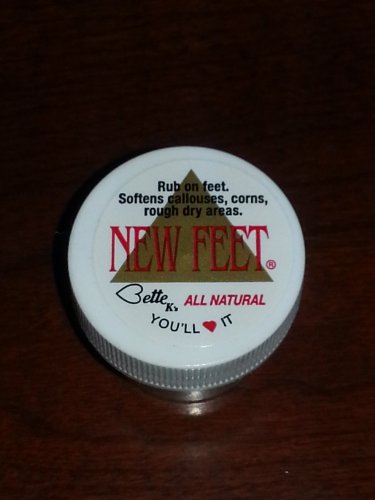 Rub on feet.
Softens callouses, corns,
rough dry areas.
NEW FEET®
Bette K's ALL NATURAL
YOU'LL ♥ IT